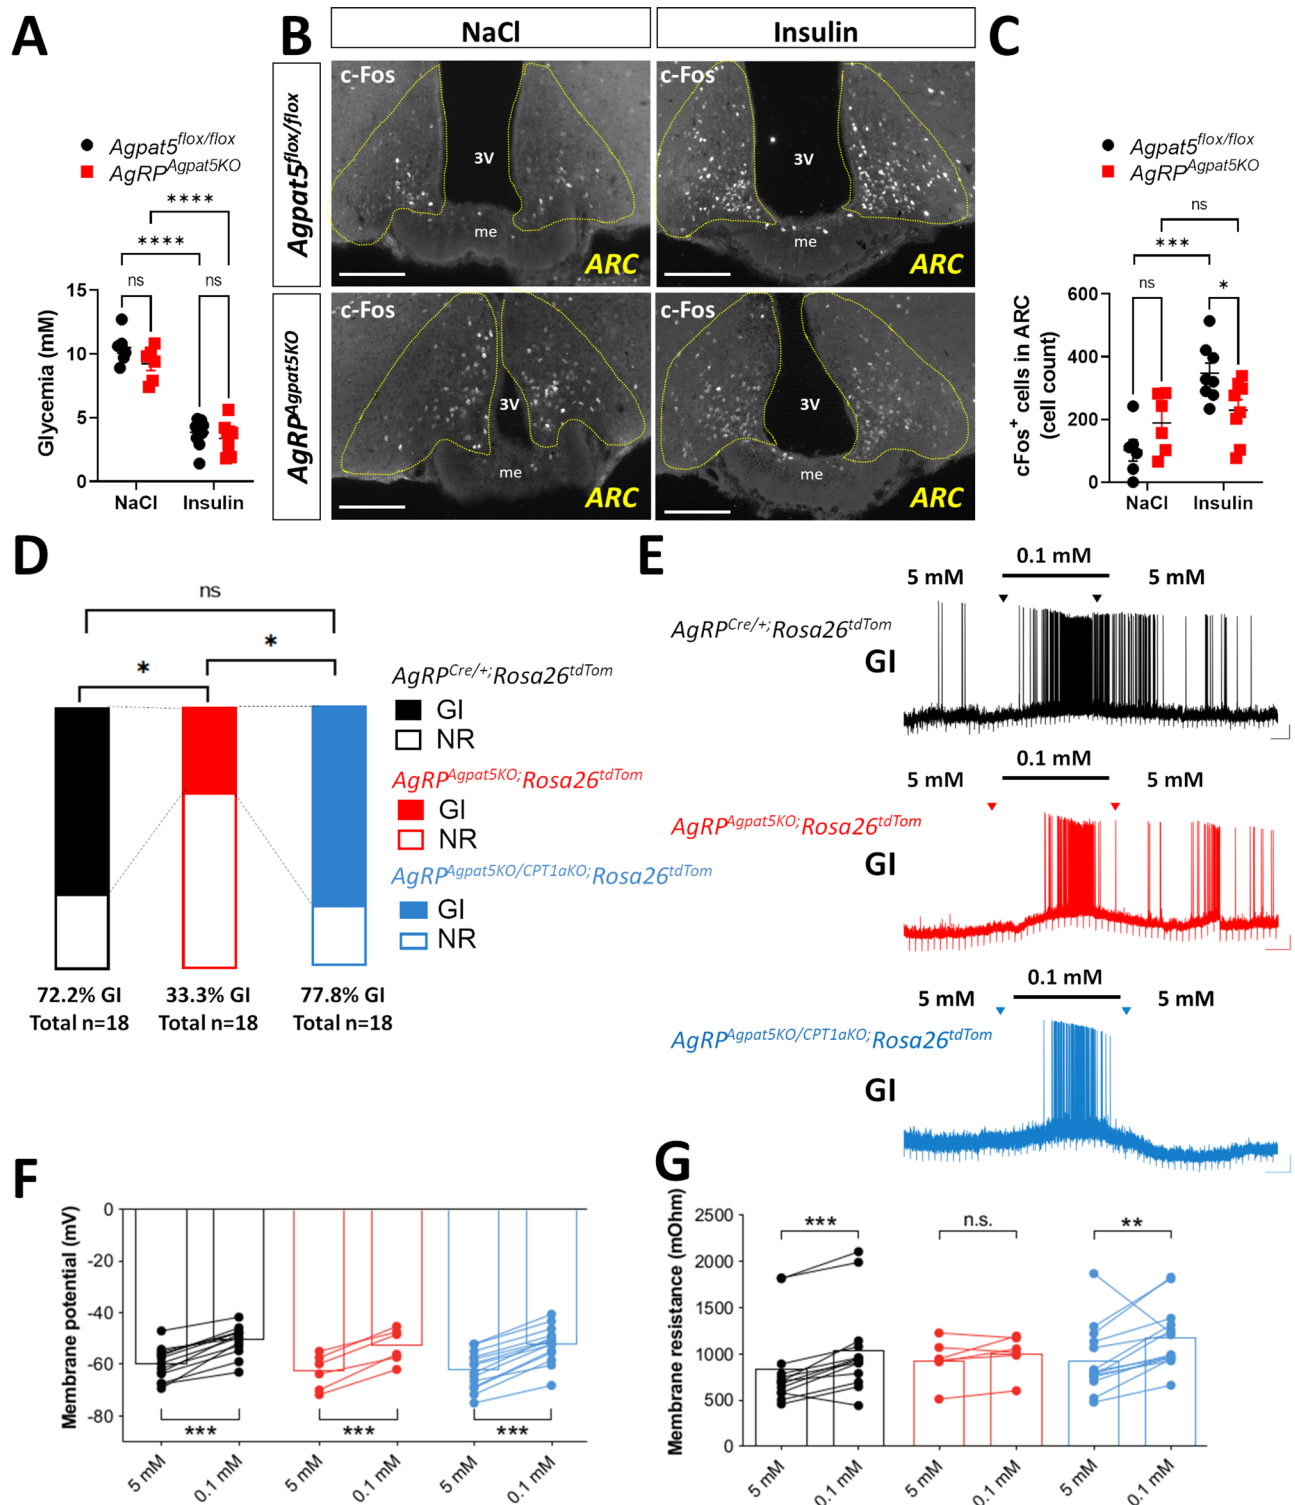 A
Agpat5flox/flox
AgRPAgpat5KO
****
****
ns
ns
Glycemia (mM)
15
10
5
0
NaCl
Insulin
B
NaCl
Insulin
Agpat5flox/flox
c-Fos
3V
me
ARC
c-Fos
3V
me
ARC
AgRPAgpat5KO
c-Fos
3V
me
ARC
c-Fos
3V
me
ARC
C
Agpat5flox/flox
AgRPAgpat5KO
ns
***
ns
*
cFos+ cells in ARC
(cell count)
600
400
200
0
NaCl
Insulin
D
ns
*
*
AgRPCre/+;Rosa26tdTom
GI
NR
AgRPAgpat5KO;Rosa26tdTom
GI
NR
AgRPAgpat5KO/CPT1aKO;Rosa26tdTom
GI
NR
72.2% GI
Total n=18
33.3% GI
Total n=18
77.8% GI
Total n=18
E
0.1 mM
5 mM
5 mM
AgRPCre/+;Rosa26tdTom
GI
0.1 mM
5 mM
5 mM
AgRPAgpat5KO;Rosa26tdTom
GI
0.1 mM
5 mM
5 mM
AgRPAgpat5KO/CPT1aKO;Rosa26tdTom
GI
F
Membrane potential (mV)
0
-20
-40
-60
-80
***
***
***
5 mM
0.1 mM
5 mM
0.1 mM
5 mM
0.1 mM
G
Membrane resistance (mOhm)
2500
2000
1500
1000
500
0
***
n.s.
**
5 mM
0.1 mM
5 mM
0.1 mM
5 mM
0.1 mM